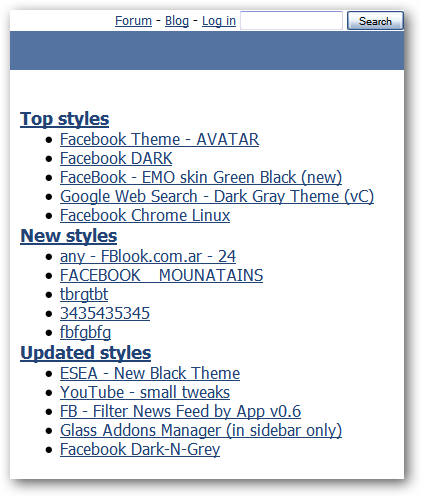 Forum - Blog - Log in Search
Top styles
Facebook Theme - AVATAR
Facebook DARK
FaceBook - EMO skin Green Black (new)
Google Web Search - Dark Gray Theme (vC)
Facebook Chrome Linux
New styles
any - FBlook.com.ar - 24
FACEBOOK__MOUNATAINS
tbrgtbt
3435435345
fbfgbfg
Updated styles
ESEA - New Black Theme
YouTube - small tweaks
FB - Filter News Feed by App v0.6
Glass Addons Manager (in sidebar only)
Facebook Dark-N-Grey